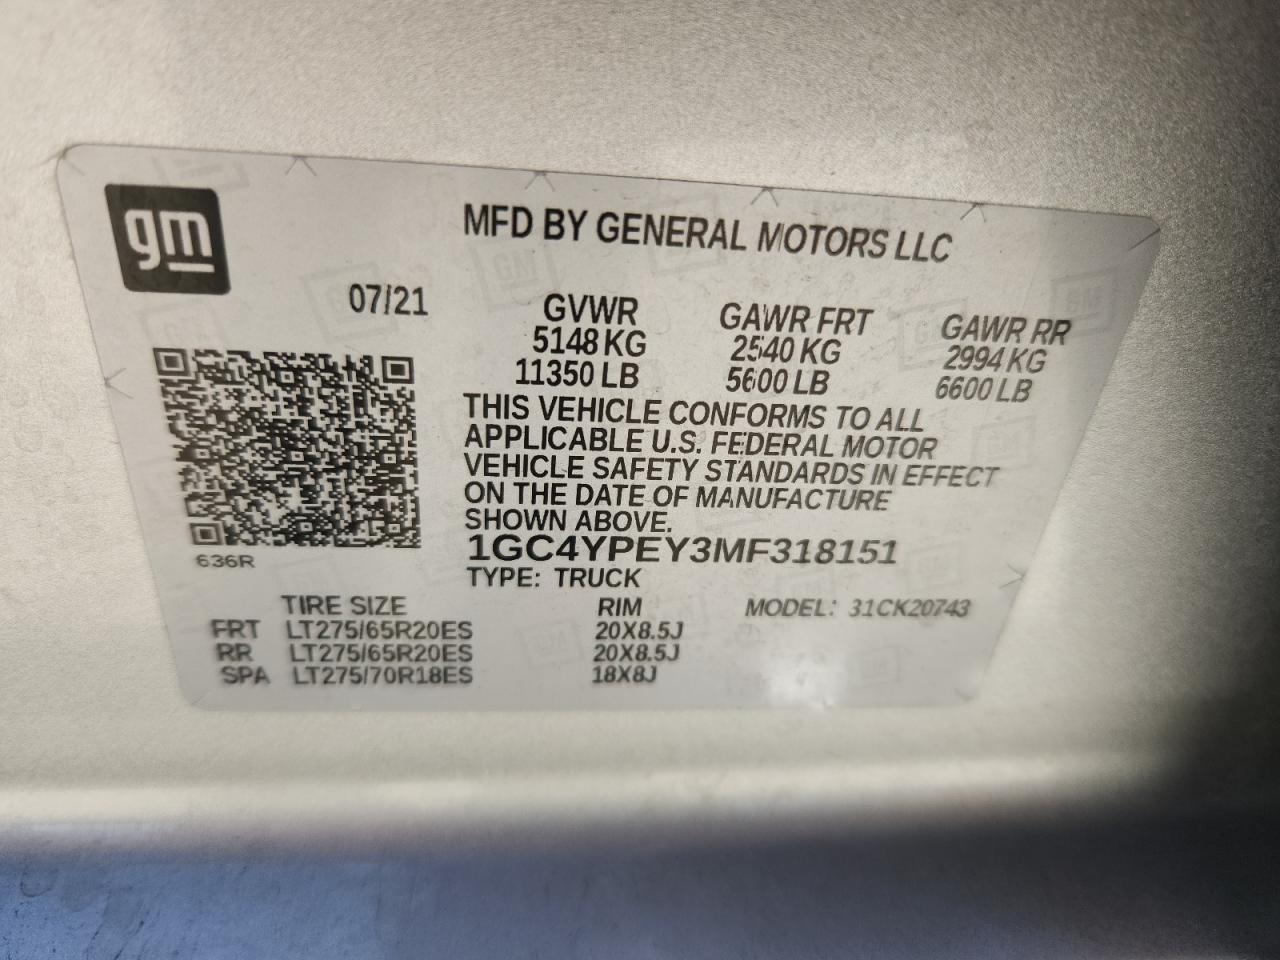 gm
MFD BY GENERAL MOTORS LLC
07/21
GVWR GAWR FRT GAWR RR
5148 KG 2540 KG 2994 KG
11350 LB 5600 LB 6600 LB
THIS VEHICLE CONFORMS TO ALL
APPLICABLE U.S. FEDERAL MOTOR
VEHICLE SAFETY STANDARDS IN EFFECT
ON THE DATE OF MANUFACTURE
SHOWN ABOVE.
1GC4YPEY3MF318151
636R
TYPE: TRUCK
TIRE SIZE RIM MODEL: 31CK20743
FRT LT275/65R20ES 20X8.5J
RR LT275/65R20ES 20X8.5J
SPA LT275/70R18ES 18X8J